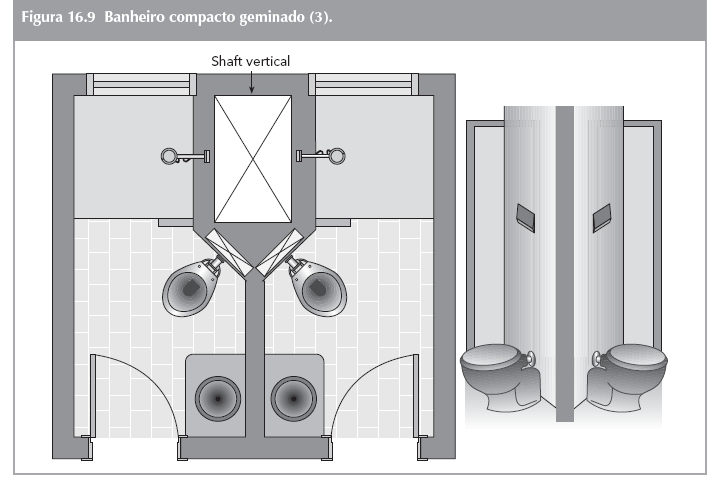 Figura 16.9 Banheiro compacto geminado (3).
Shaft vertical